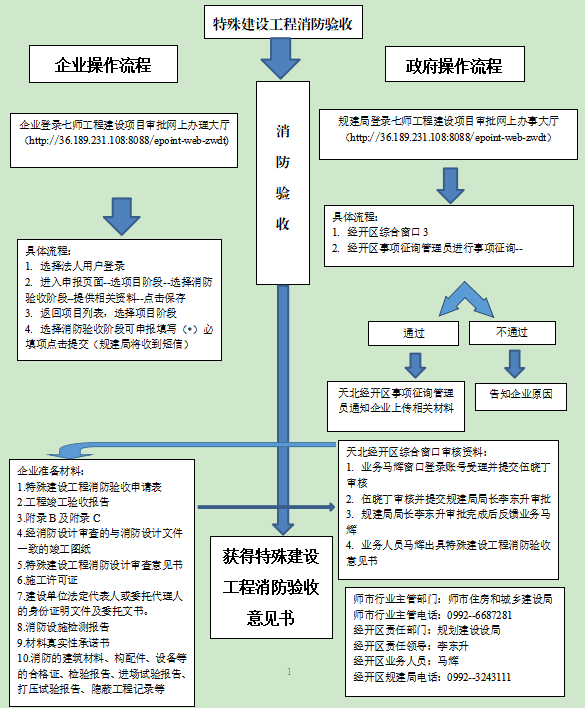 特殊建设工程消防验收
企业操作流程
政府操作流程
企业登录七师工程建设项目审批网上办理大厅
（http://36.189.231.108:8088/epoint-web-zwdt)
消
防
验
收
规建局登录七师工程建设项目审批网上办事大厅
（http://36.189.231.108:8088/epoint-web-zwdt）
具体流程：
1. 选择法人用户登录
2. 进入申报页面--选项目阶段--选择消防
验收阶段--提供相关资料--点击保存
3. 返回项目列表，选择项目阶段
4. 选择消防验收阶段可申报填写（*）必
填项点击提交（规建局将收到短信）
具体流程：
1. 经开区综合窗口 3
2. 经开区事项征询管理员进行事项征询--
通过
不通过
天北经开区事项征询管理
员通知企业上传相关材料
告知企业原因
企业准备材料：
1.特殊建设工程消防验收申请表
2.工程竣工验收报告
3.附录 B 及附录 C
4.经消防设计审查的与消防设计文件
一致的竣工图纸
5.特殊建设工程消防设计审查意见书
6.施工许可证
7.建设单位法定代表人或委托代理人
的身份证明文件及委托文书。
8.消防设施检测报告
9.材料真实性承诺书
10.消防的建筑材料、构配件、设备等
的合格证、检验报告、进场试验报告、
打压试验报告、隐蔽工程记录等
获得特殊建设
工程消防验收
意见书
天北经开区综合窗口审核资料：
1. 业务马辉窗口登录账号受理并提交伍晓丁
审核
2. 伍晓丁审核并提交规建局局长李东升审批
3. 规建局局长李东升审批完成后反馈业务马
辉
4. 业务人员马辉出具特殊建设工程消防验收
意见书
师市行业主管部门：师市住房和城乡建设局
师市行业主管电话：0992--6687281
经开区责任部门：规划建设设局
经开区责任领导：李东升
经开区业务人员：马辉
经开区规建局电话：0992--3243111
1